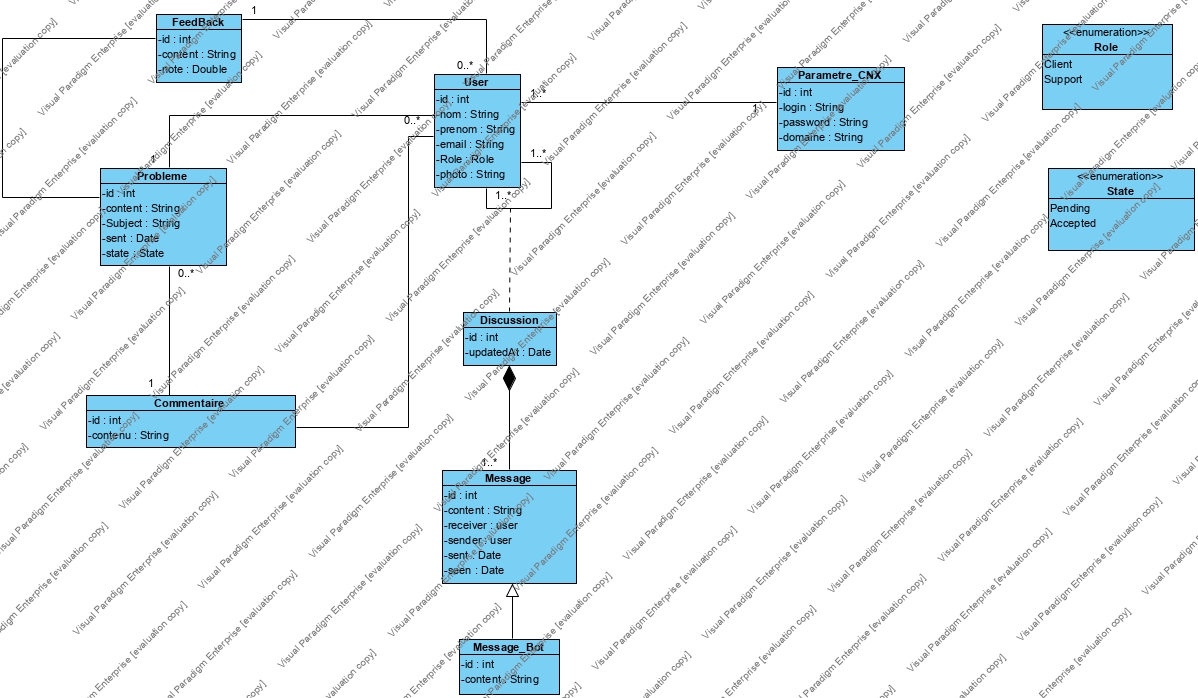 FeedBack
-id : int
-content : String
-note : Double
1
0..*
User
-id : int
-nom : String
-prenom : String
-email : String
-Role : Role
-photo : String
1..*
1
Parametre_CNX
-id : int
-login : String
-password : String
-domaine : String
<<enumeration>>
Role
Client
Support
<<enumeration>>
State
Pending
Accepted
0..*
1..*
1..*
Probleme
-id : int
-content : String
-Subject : String
-sent : Date
-state : State
0..*
1
Commentaire
-id : int
-contenu : String
Discussion
-id : int
-updatedAt : Date
1..*
Message
-id : int
-content : String
-receiver : user
-sender : user
-sent : Date
-seen : Date
Message_Bot
-id : int
-content : String
Visual Paradigm Enterprise [evaluation copy]